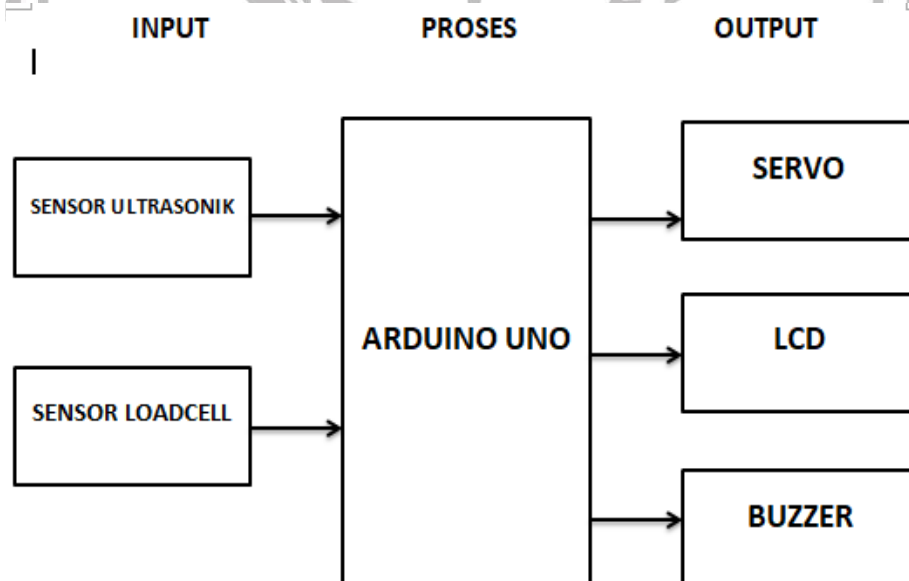 INPUT PROSES OUTPUT
SENSOR ULTRASONIK
SENSOR LOADCELL
ARDUINO UNO
SERVO
LCD
BUZZER